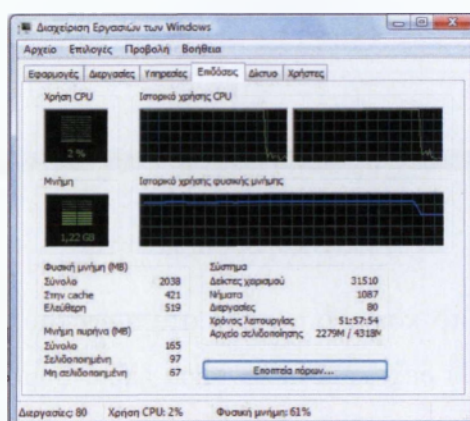 Διαχείριση Εργασιών των Windows
Αρχείο Επιλογές Προβολή Βοήθεια
Εφαρμογές Διεργασίες Υπηρεσίες Επιδόσεις Δίκτυο Χρήστες
Χρήση CPU Ιστορικό χρήσης CPU
2 %
Μνήμη Ιστορικό χρήσης φυσικής μνήμης
1,22 GB
Φυσική μνήμη (MB)
Σύνολο 2038
Στην cache 421
Ελεύθερη 519
Μνήμη πυρήνα (MB)
Σύνολο 165
Σελιδοποιημένη 97
Μη σελιδοποιημένη 67
Σύστημα
Δείκτες χειρισμού 31510
Νήματα 1087
Διεργασίες 80
Χρόνος λειτουργίας 51:57:54
Αρχείο σελιδοποίησης 2279M / 4318M
Εποπτεία πόρων...
Διεργασίες: 80 Χρήση CPU: 2% Φυσική μνήμη: 61%